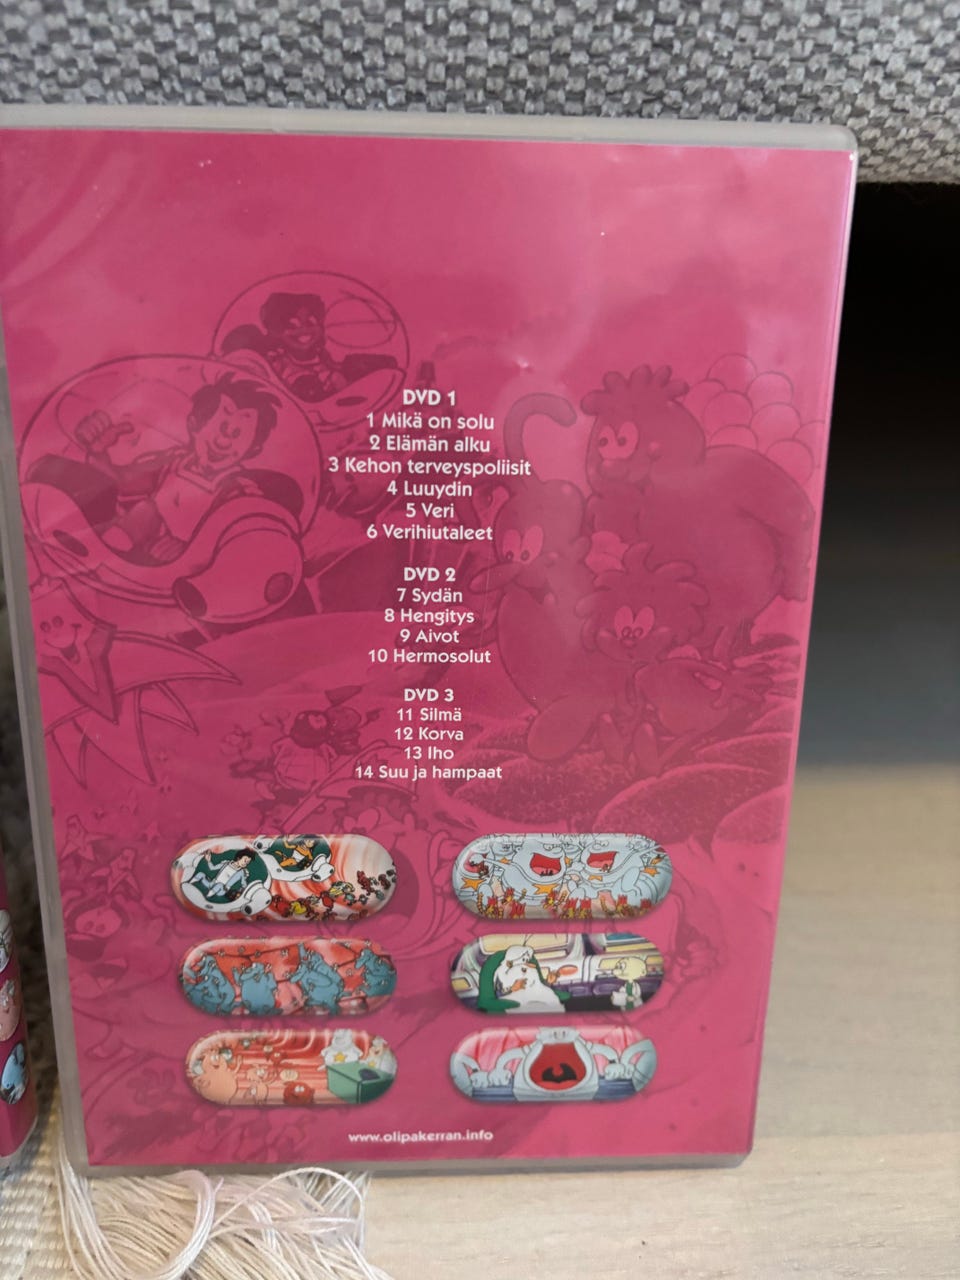 DVD 1
1 Mikä on solu
2 Elämän alku
3 Kehon terveyspoliisit
4 Luuydin
5 Veri
6 Verihiutaleet
DVD 2
7 Sydän
8 Hengitys
9 Aivot
10 Hermosolut
DVD 3
11 Silmä
12 Korva
13 Iho
14 Suu ja hampaat
www.olipakerran.info